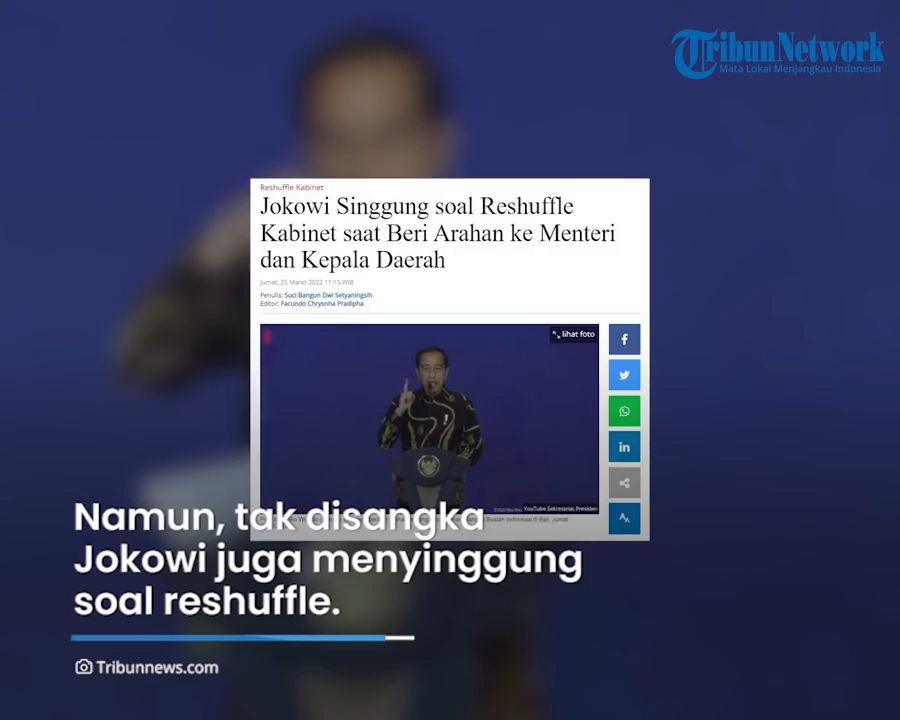 TribunNetwork
Mata Lokal Menjangkau Indonesia
Reshuffle Kabinet
Jokowi Singgung soal Reshuffle
Kabinet saat Beri Arahan ke Menteri
dan Kepala Daerah
Jumat, 25 Maret 2022 11:15 WIB
Penulis: Suci Bangun Dwi Setyaningsih
Editor: Facundo Chrysnha Pradipha
lihat foto
YouTube Sekretariat Presiden
Namun, tak disangka
Jokowi juga menyinggung
soal reshuffle.
Tribunnews.com